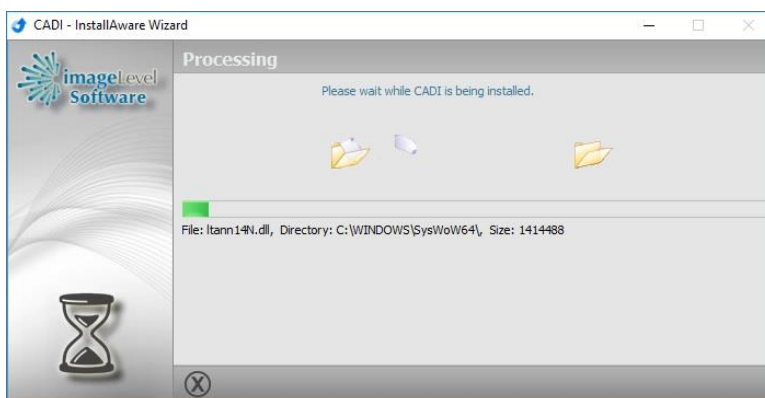 CADI - InstallAware Wizard
imageLevel
Software
Processing
Please wait while CADI is being installed.
File: ltann14N.dll, Directory: C:\WINDOWS\SysWoW64\, Size: 1414488